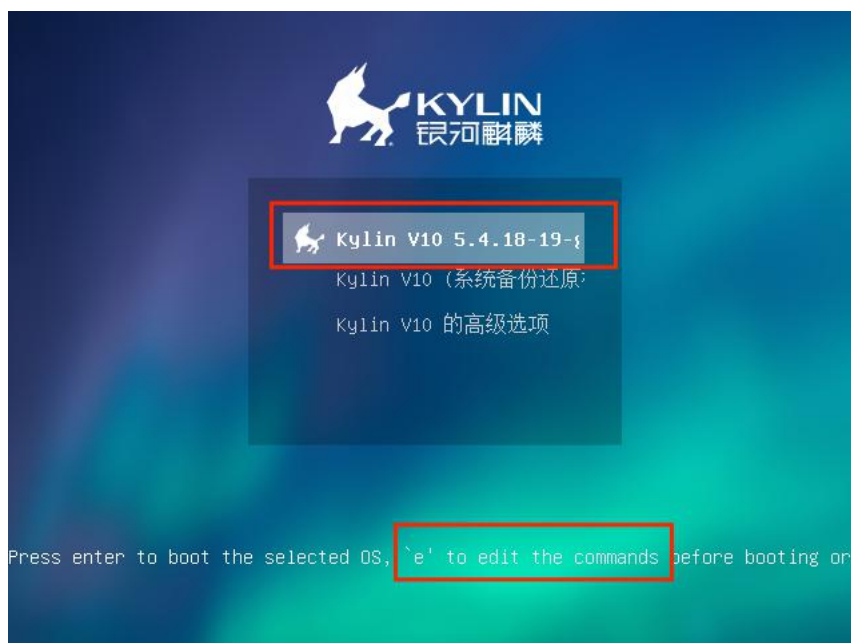 KYLIN
银河麒麟
Kylin V10 5.4.18-19-
Kylin V10 (系统备份还原
Kylin V10 的高级选项
Press enter to boot the selected OS, `e' to edit the commands before booting or